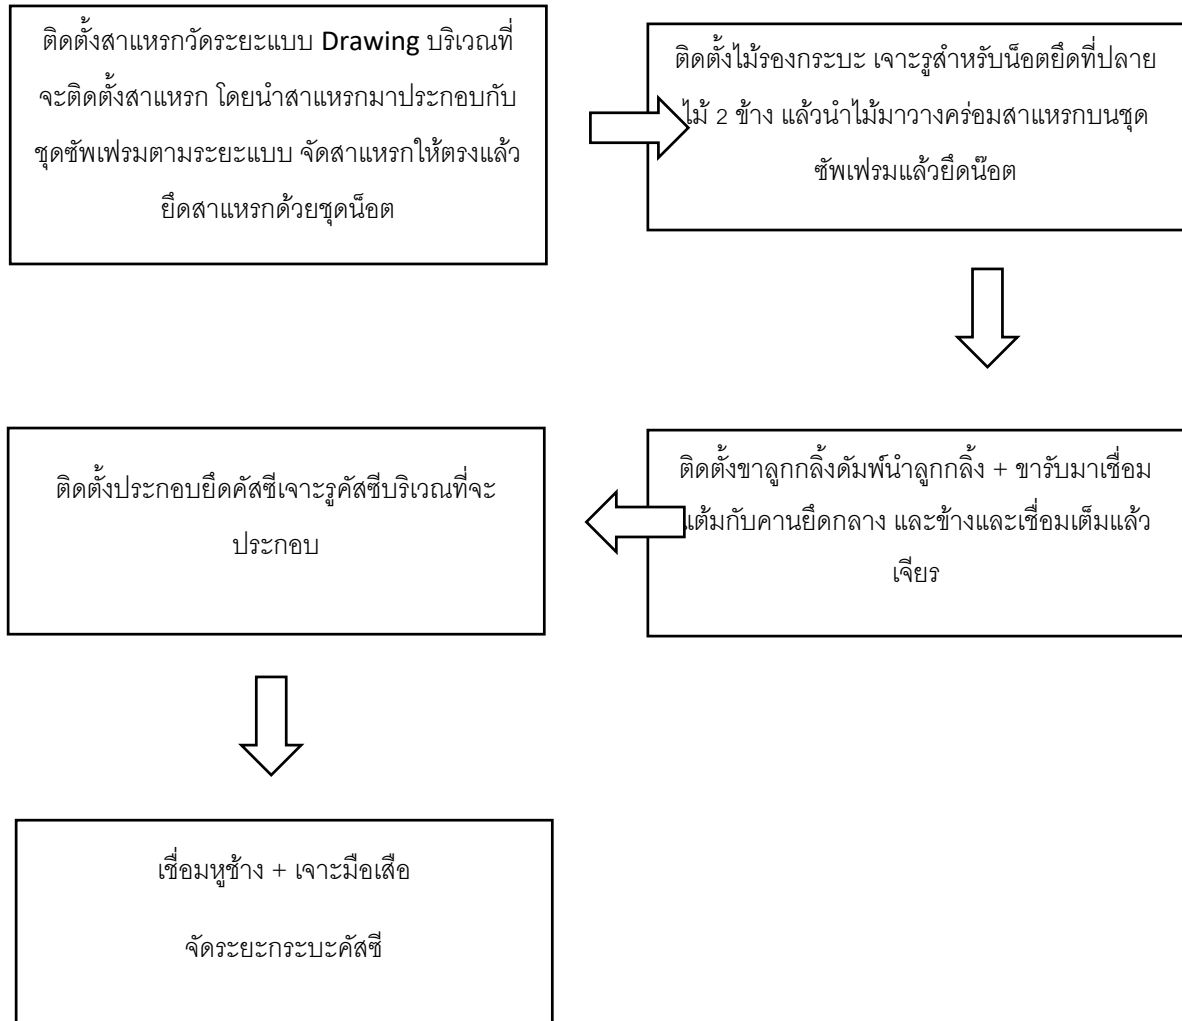 ติดตั้งสาแหรกวัดระยะแบบ Drawing บริเวณที่
จะติดตั้งสาแหรก โดยนำสาแหรกมาประกอบกับ
ชุดซัพเฟรมตามระยะแบบ จัดสาแหรกให้ตรงแล้ว
ยึดสาแหรกด้วยชุดน็อต
ติดตั้งไม้รองกระบะ เจาะรูสำหรับน็อตยึดที่ปลาย
ไม้ 2 ข้าง แล้วนำไม้มาวางคร่อมสาแหรกบนชุด
ซัพเฟรมแล้วยึดน๊อต
ติดตั้งขาลูกกลิ้งดัมพ์นำลูกกลิ้ง + ขารับมาเชื่อม
แต้มกับคานยึดกลาง และข้างและเชื่อมเต็มแล้ว
เจียร
ติดตั้งประกอบยึดคัสซีเจาะรูคัสซีบริเวณที่จะ
ประกอบ
เชื่อมหูช้าง + เจาะมือเสือ
จัดระยะกระบะคัสซี